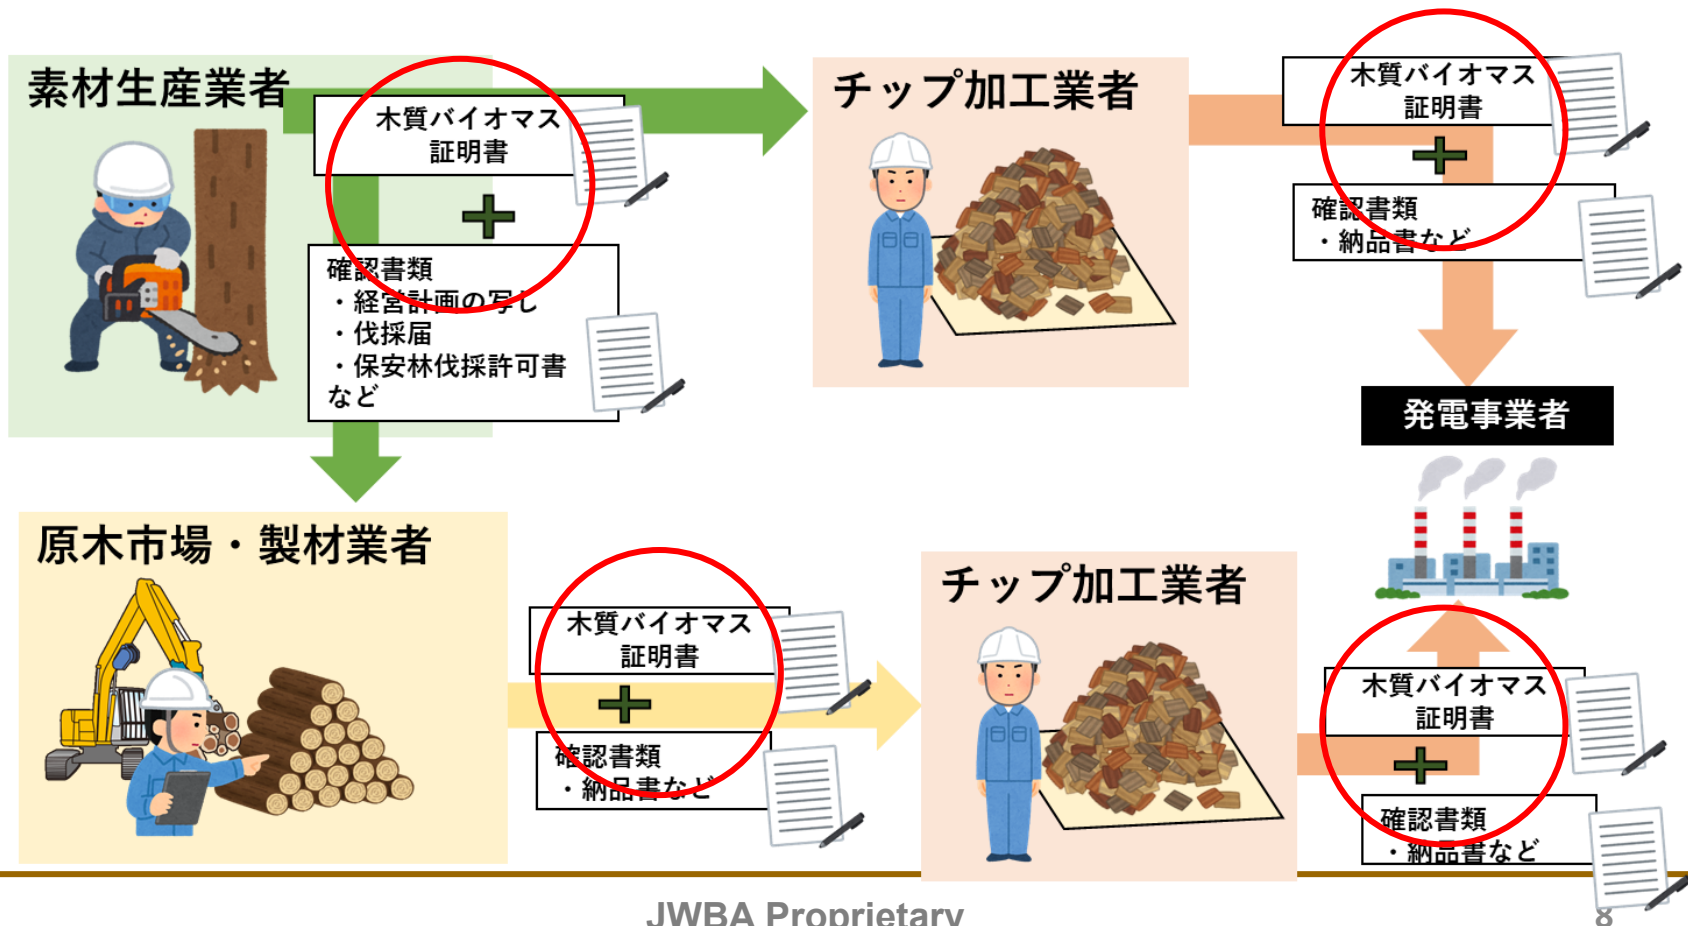 素材生産業者
木質バイオマス
証明書
確認書類
・経営計画の写し
・伐採届
・保安林伐採許可書
など
チップ加工業者
木質バイオマス
証明書
確認書類
・納品書など
発電事業者
原木市場・製材業者
木質バイオマス
証明書
確認書類
・納品書など
チップ加工業者
木質バイオマス
証明書
確認書類
・納品書など
JWBA Proprietary
8